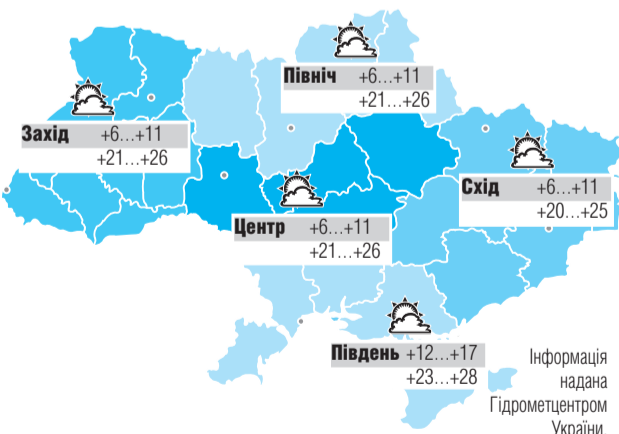 Північ +6…+11
+21…+26
Захід +6…+11
+21…+26
Схід +6…+11
+20…+25
Центр +6…+11
+21…+26
Південь +12…+17
+23…+28
Інформація
надана
Гідрометцентром
України.